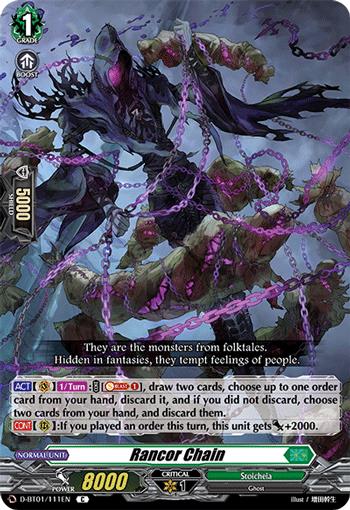 1
GRADE
BOOST
5000
SHIELD
They are the monsters from folktales.
Hidden in fantasies, they tempt feelings of people.
ACT 1/Turn : BLAST 1, draw two cards, choose up to one order
card from your hand, discard it, and if you did not discard, choose
two cards from your hand, and discard them.
CONT :If you played an order this turn, this unit gets +2000.
NORMAL UNIT
Rancor Chain
POWER 8000
CRITICAL
1
Stoicheia
Ghost
D-BT01/111EN C
illust / 増田幹生